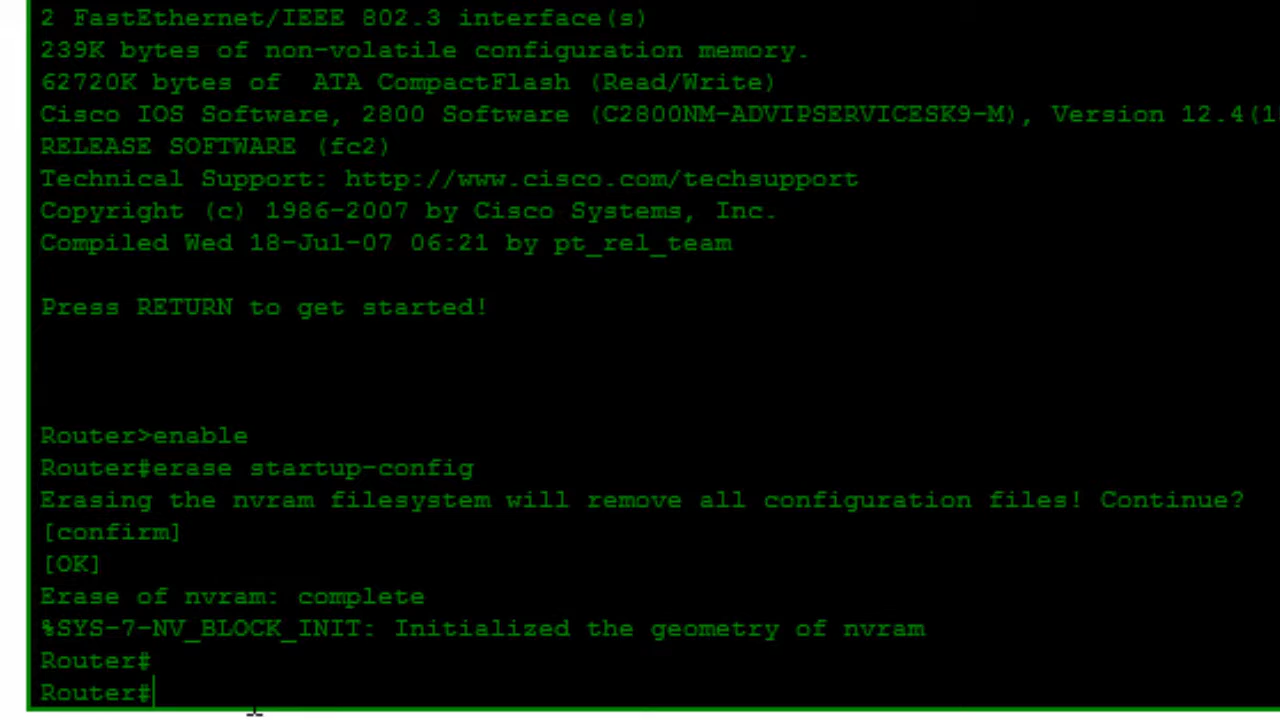 2 FastEthernet/IEEE 802.3 interface(s)
239K bytes of non-volatile configuration memory.
62720K bytes of  ATA CompactFlash (Read/Write)
Cisco IOS Software, 2800 Software (C2800NM-ADVIPSERVICESK9-M), Version 12.4(1
RELEASE SOFTWARE (fc2)
Technical Support: http://www.cisco.com/techsupport
Copyright (c) 1986-2007 by Cisco Systems, Inc.
Compiled Wed 18-Jul-07 06:21 by pt_rel_team
Press RETURN to get started!
Router>enable
Router#erase startup-config
Erasing the nvram filesystem will remove all configuration files! Continue?
[confirm]
[OK]
Erase of nvram: complete
%SYS-7-NV_BLOCK_INIT: Initialized the geometry of nvram
Router#
Router#